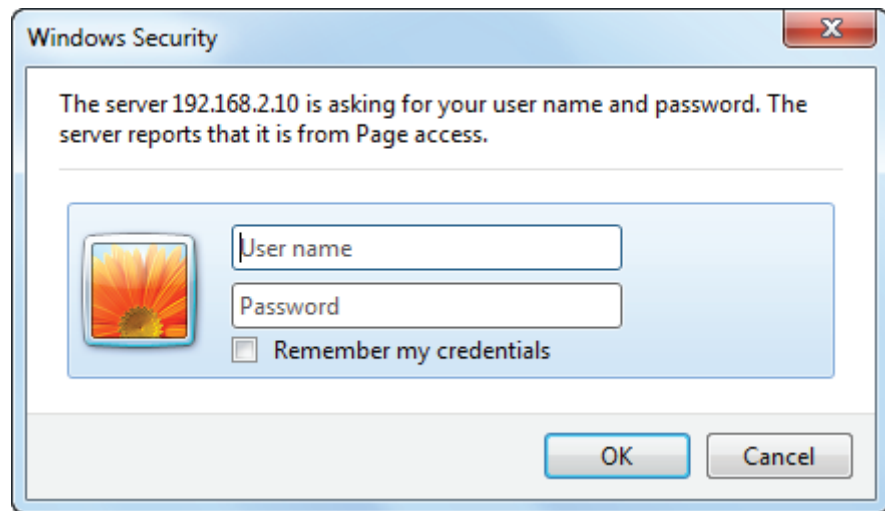 Windows Security
The server 192.168.2.10 is asking for your user name and password. The
server reports that it is from Page access.
User name
Password
Remember my credentials
OK
Cancel